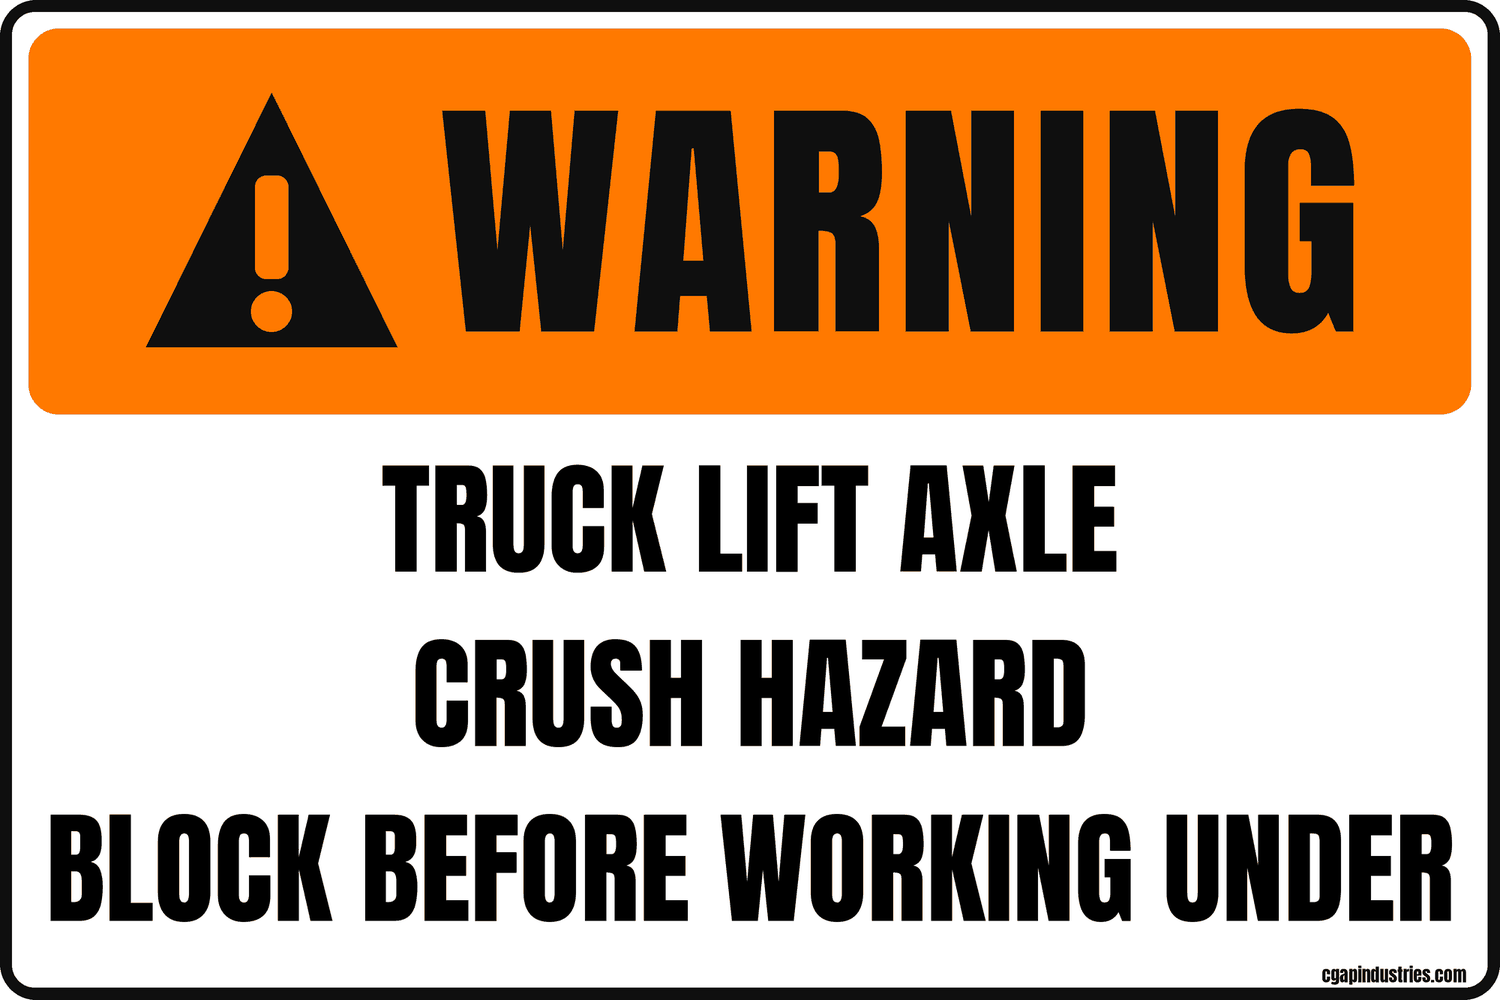 WARNING
TRUCK LIFT AXLE
CRUSH HAZARD
BLOCK BEFORE WORKING UNDER
cgapindustries.com